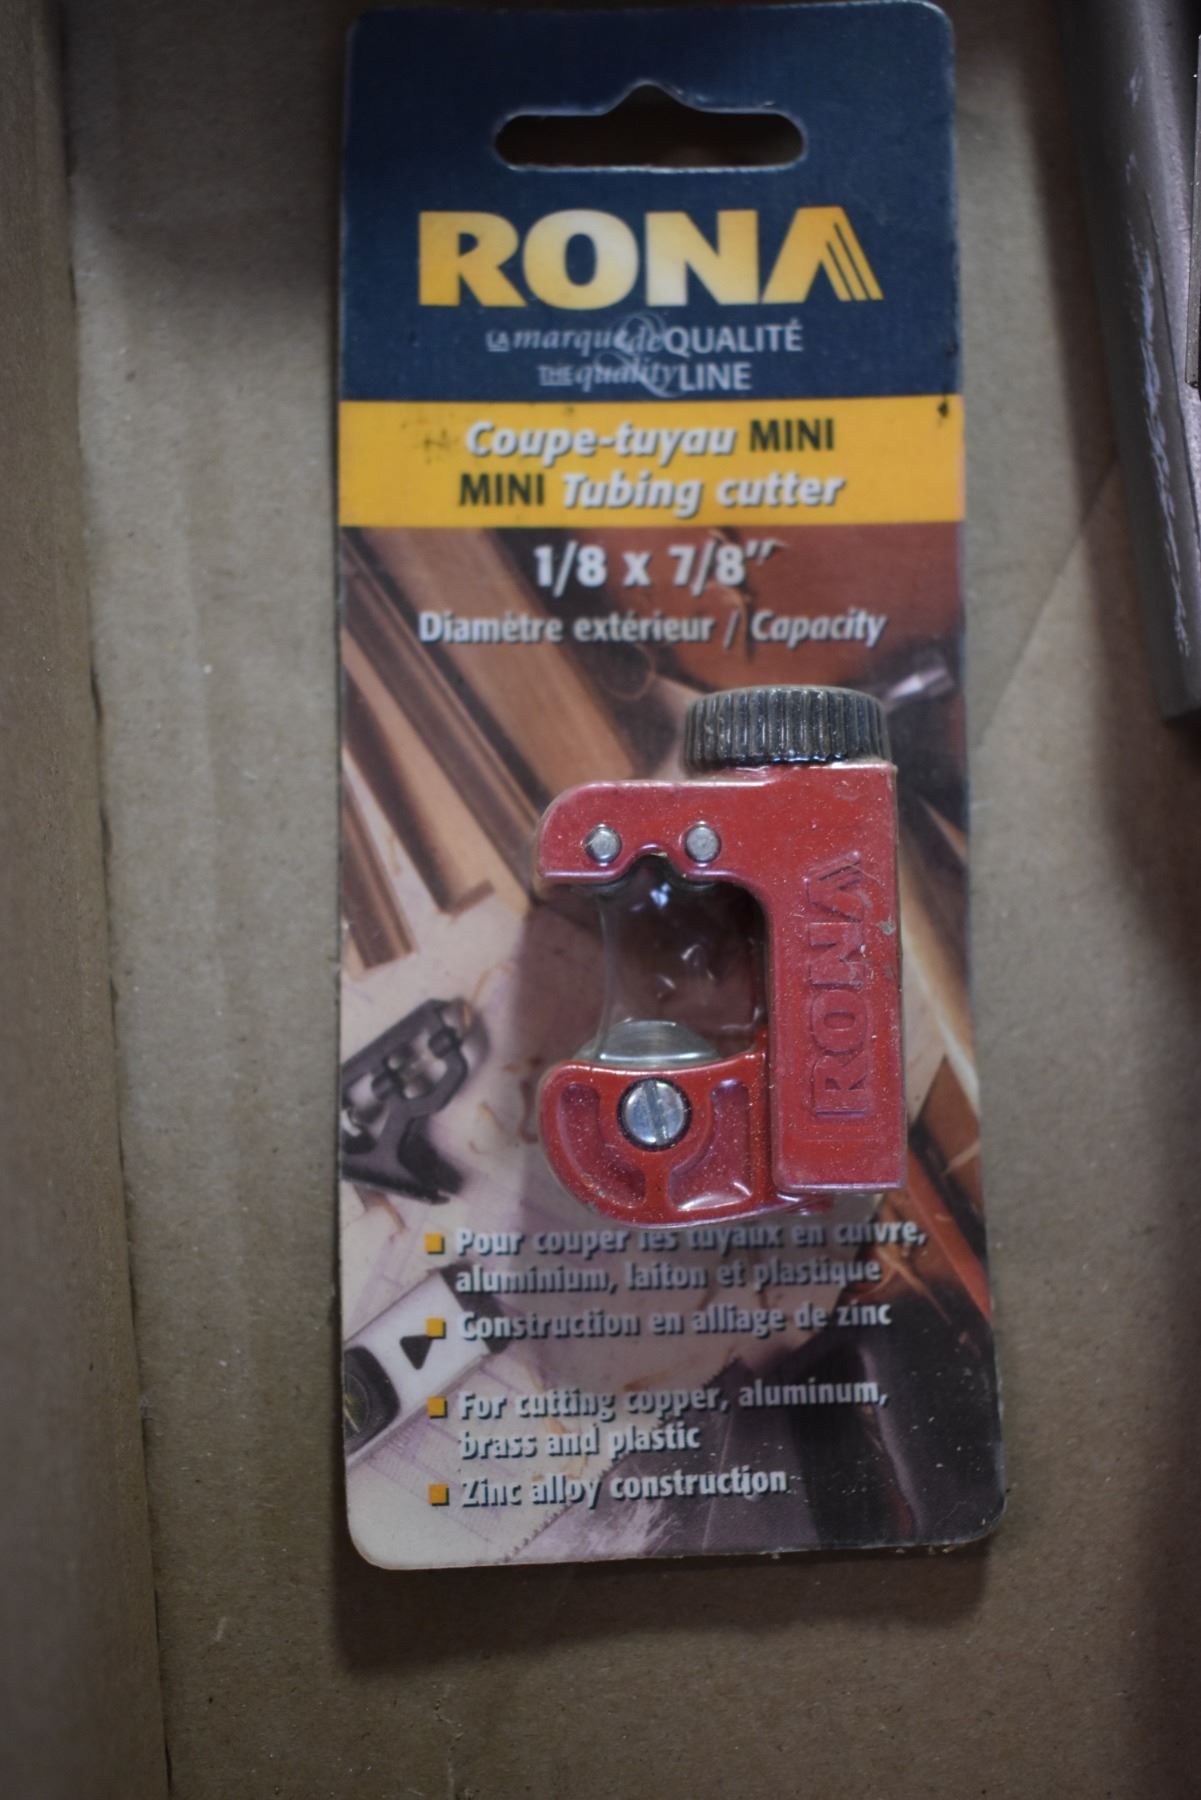 RONA
LA marque de QUALITÉ
THE quality LINE
Coupe-tuyau MINI
MINI Tubing cutter
1/8 x 7/8"
Diamètre extérieur / Capacity
RONA
Pour couper les tuyaux en cuivre,
aluminium, laiton et plastique
Construction en alliage de zinc
For cutting copper, aluminum,
brass and plastic
Zinc alloy construction